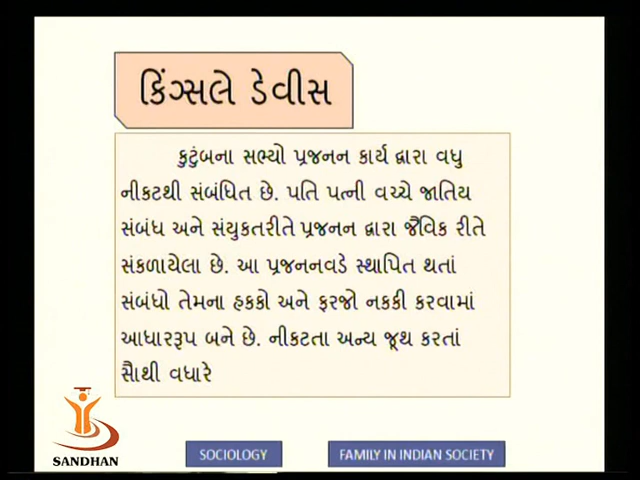 કિંગ્સલે ડેવીસ
કુટુંબના સભ્યો પ્રજનન કાર્ય દ્વારા વધુ
નીકટથી સંબંધિત છે. પતિ પત્ની વચ્ચે જાતિય
સંબંધ અને સંયુકતરીતે પ્રજનન દ્વારા જૈવિક રીતે
સંકળાયેલા છે. આ પ્રજનનવડે સ્થાપિત થતાં
સંબંધો તેમના હકકો અને ફરજો નકકી કરવામાં
આધારરૂપ બને છે. નીકટતા અન્ય જૂથ કરતાં
સૌથી વધારે
SANDHAN
SOCIOLOGY
FAMILY IN INDIAN SOCIETY